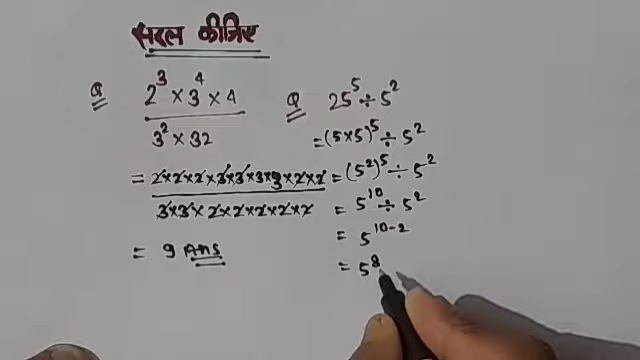 सरल कीजिए
Q 2³ × 3⁴ × 4
3² × 32
= 2×2×2×3×3×3×3×2×2
3×3×2×2×2×2×2
= 9 Ans
Q 25⁵ ÷ 5²
= (5×5)⁵ ÷ 5²
= (5²)⁵ ÷ 5²
= 5¹⁰ ÷ 5²
= 5¹⁰⁻²
= 5⁸